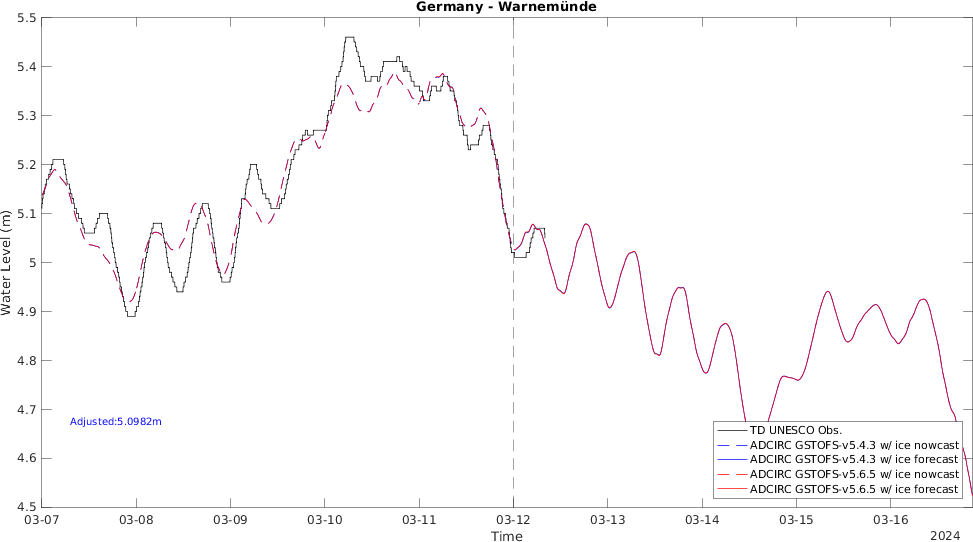 Germany - Warnemünde
5.5
5.4
5.3
5.2
5.1
5
4.9
4.8
4.7
4.6
4.5
Water Level (m)
Adjusted:5.0982m
TD UNESCO Obs.
ADCIRC GSTOFS-v5.4.3 w/ ice nowcast
ADCIRC GSTOFS-v5.4.3 w/ ice forecast
ADCIRC GSTOFS-v5.6.5 w/ ice nowcast
ADCIRC GSTOFS-v5.6.5 w/ ice forecast
03-07 03-08 03-09 03-10 03-11 03-12 03-13 03-14 03-15 03-16
Time
2024